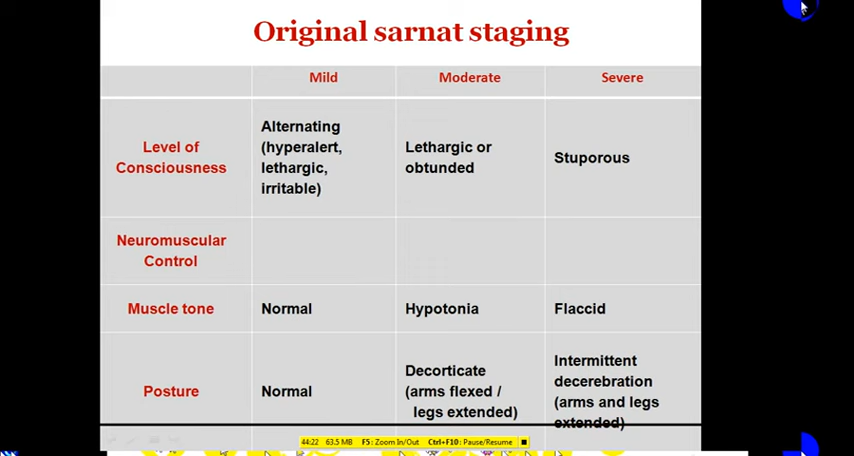 Original sarnat staging
Mild Moderate Severe
Level of
Consciousness
Alternating
(hyperalert,
lethargic,
irritable)
Lethargic or
obtunded
Stuporous
Neuromuscular
Control
Muscle tone
Normal
Hypotonia
Flaccid
Posture
Normal
Decorticate
(arms flexed /
legs extended)
Intermittent
decerebration
(arms and legs
extended)
44:22 63.5 MB F5: Zoom In/Out Ctrl+F10: Pause/Resume